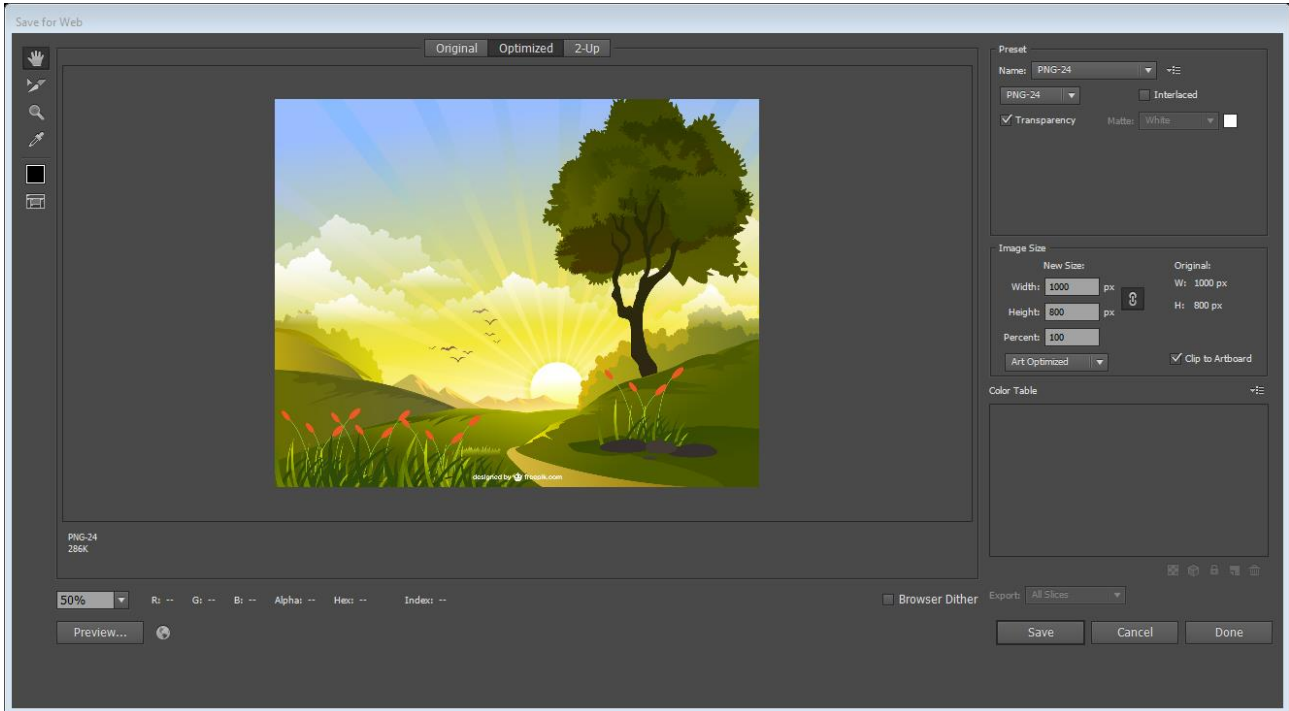 Save for Web
Original Optimized 2-Up
Preset
Name: PNG-24
PNG-24 Interlaced
Transparency Matte: White
Image Size
New Size: Original:
Width: 1000 px W: 1000 px
Height: 800 px H: 800 px
Percent: 100
Art Optimized Clip to Artboard
Color Table
designed by freepik.com
PNG-24
286K
50% R: -- G: -- B: -- Alpha: -- Hex: -- Index: -- Browser Dither Export: All Slices
Preview... Save Cancel Done